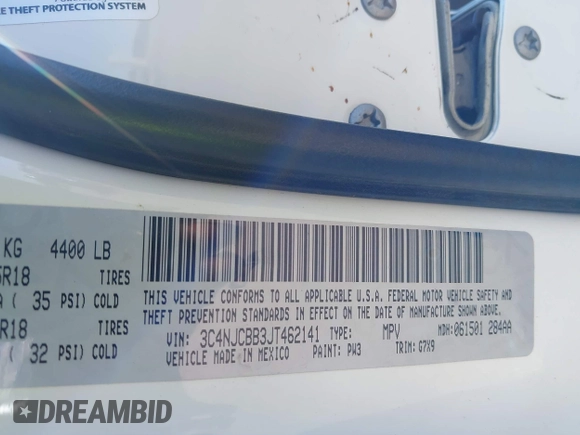 E THEFT PROTECTION SYSTEM
KG 4400 LB
R18 TIRES
( 35 PSI) COLD
R18 TIRES
( 32 PSI) COLD
THIS VEHICLE CONFORMS TO ALL APPLICABLE U.S.A. FEDERAL MOTOR VEHICLE SAFETY AND
THEFT PREVENTION STANDARDS IN EFFECT ON THE DATE OF MANUFACTURE SHOWN ABOVE.
VIN: 3C4NJCBB3JT462141 TYPE: MPV MDH: 061501 284AA
VEHICLE MADE IN MEXICO PAINT: PW3 TRIM: G7X9
DREAMBID